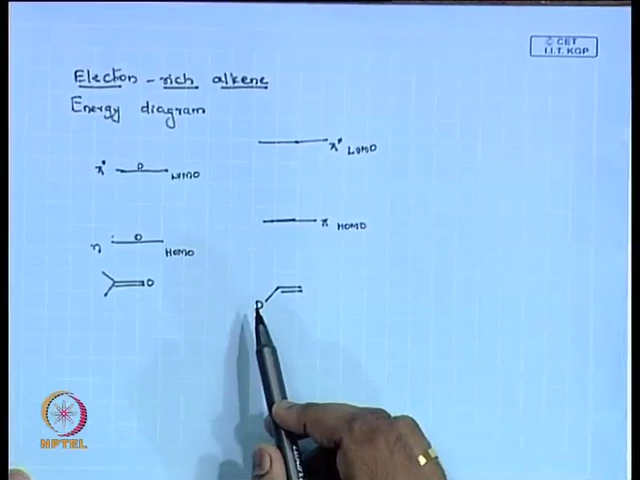 © CET
I.I.T. KGP
Electron - rich alkene
Energy diagram
π* LUMO
π* O LUMO
π HOMO
n O HOMO
O
D
NPTEL